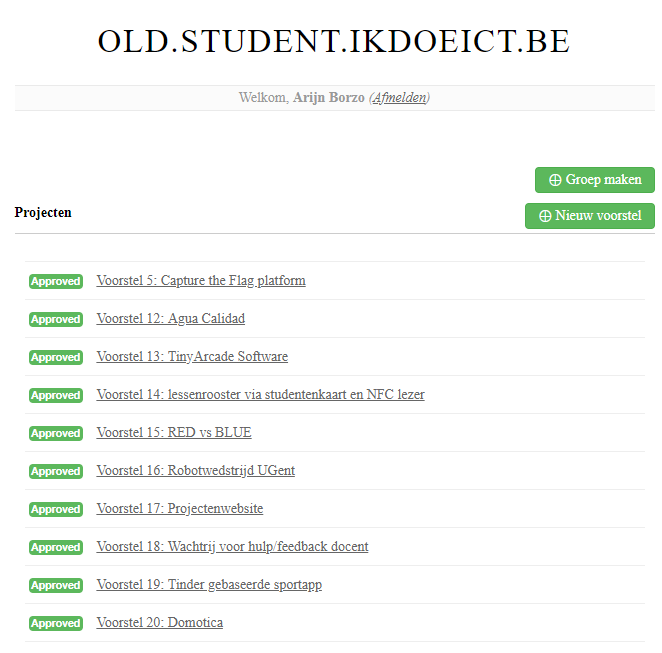 OLD.STUDENT.IKDOEICT.BE
Welkom, Arijn Borzo (Afmelden)
Groep maken
Projecten
Nieuw voorstel
Approved Voorstel 5: Capture the Flag platform
Approved Voorstel 12: Agua Calidad
Approved Voorstel 13: TinyArcade Software
Approved Voorstel 14: lessenrooster via studentenkaart en NFC lezer
Approved Voorstel 15: RED vs BLUE
Approved Voorstel 16: Robotwedstrijd UGent
Approved Voorstel 17: Projectenwebsite
Approved Voorstel 18: Wachtrij voor hulp/feedback docent
Approved Voorstel 19: Tinder gebaseerde sportapp
Approved Voorstel 20: Domotica